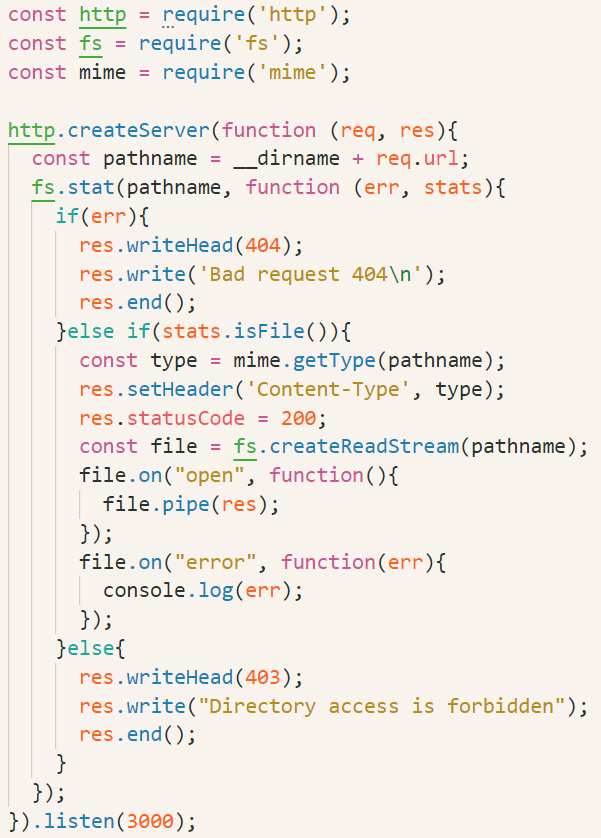 const http = require('http');
const fs = require('fs');
const mime = require('mime');

http.createServer(function (req, res){
  const pathname = __dirname + req.url;
  fs.stat(pathname, function (err, stats){
    if(err){
      res.writeHead(404);
      res.write('Bad request 404\n');
      res.end();
    }else if(stats.isFile()){
      const type = mime.getType(pathname);
      res.setHeader('Content-Type', type);
      res.statusCode = 200;
      const file = fs.createReadStream(pathname);
      file.on("open", function(){
        file.pipe(res);
      });
      file.on("error", function(err){
        console.log(err);
      });
    }else{
      res.writeHead(403);
      res.write("Directory access is forbidden");
      res.end();
    }
  });
}).listen(3000);